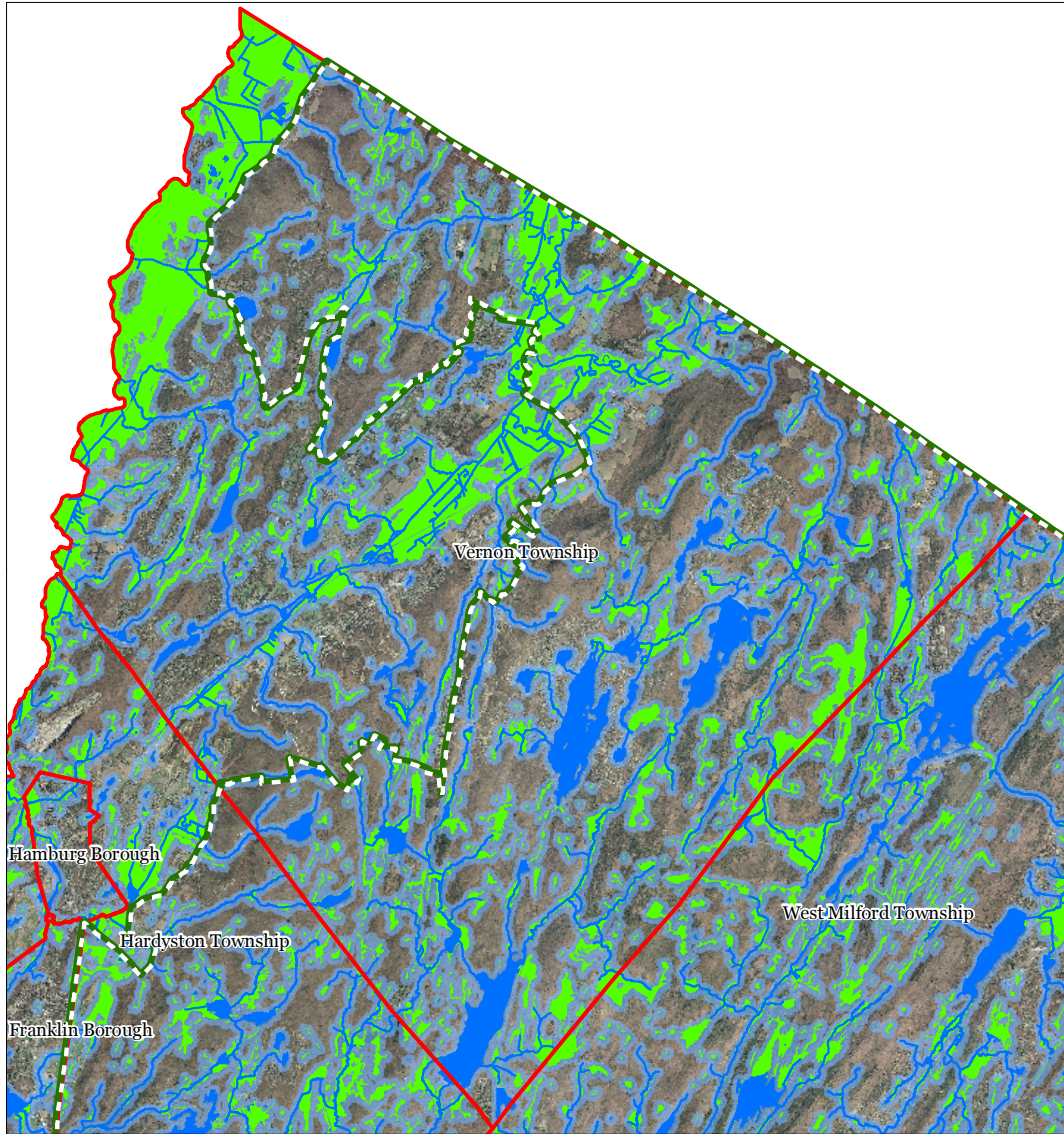 Vernon Township
Hamburg Borough
West Milford Township
Hardyston Township
Franklin Borough